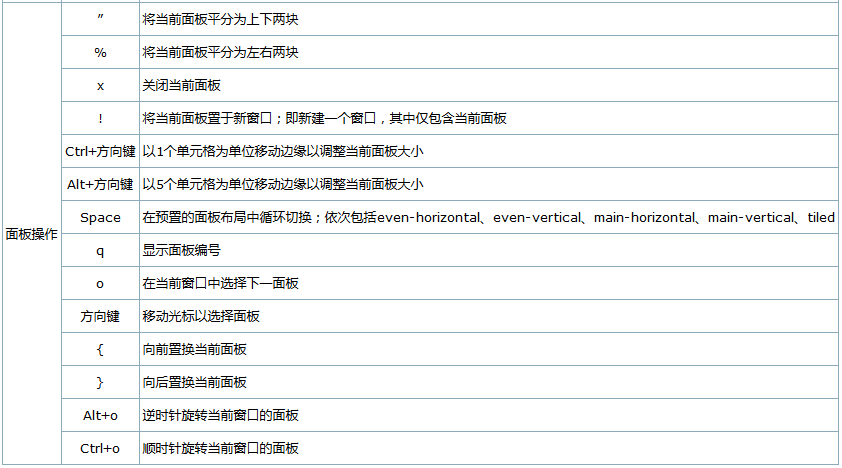 面板操作
” 将当前面板平分为上下两块
% 将当前面板平分为左右两块
x 关闭当前面板
! 将当前面板置于新窗口；即新建一个窗口，其中仅包含当前面板
Ctrl+方向键 以1个单元格为单位移动边缘以调整当前面板大小
Alt+方向键 以5个单元格为单位移动边缘以调整当前面板大小
Space 在预置的面板布局中循环切换；依次包括even-horizontal、even-vertical、main-horizontal、main-vertical、tiled
q 显示面板编号
o 在当前窗口中选择下一面板
方向键 移动光标以选择面板
{ 向前置换当前面板
} 向后置换当前面板
Alt+o 逆时针旋转当前窗口的面板
Ctrl+o 顺时针旋转当前窗口的面板